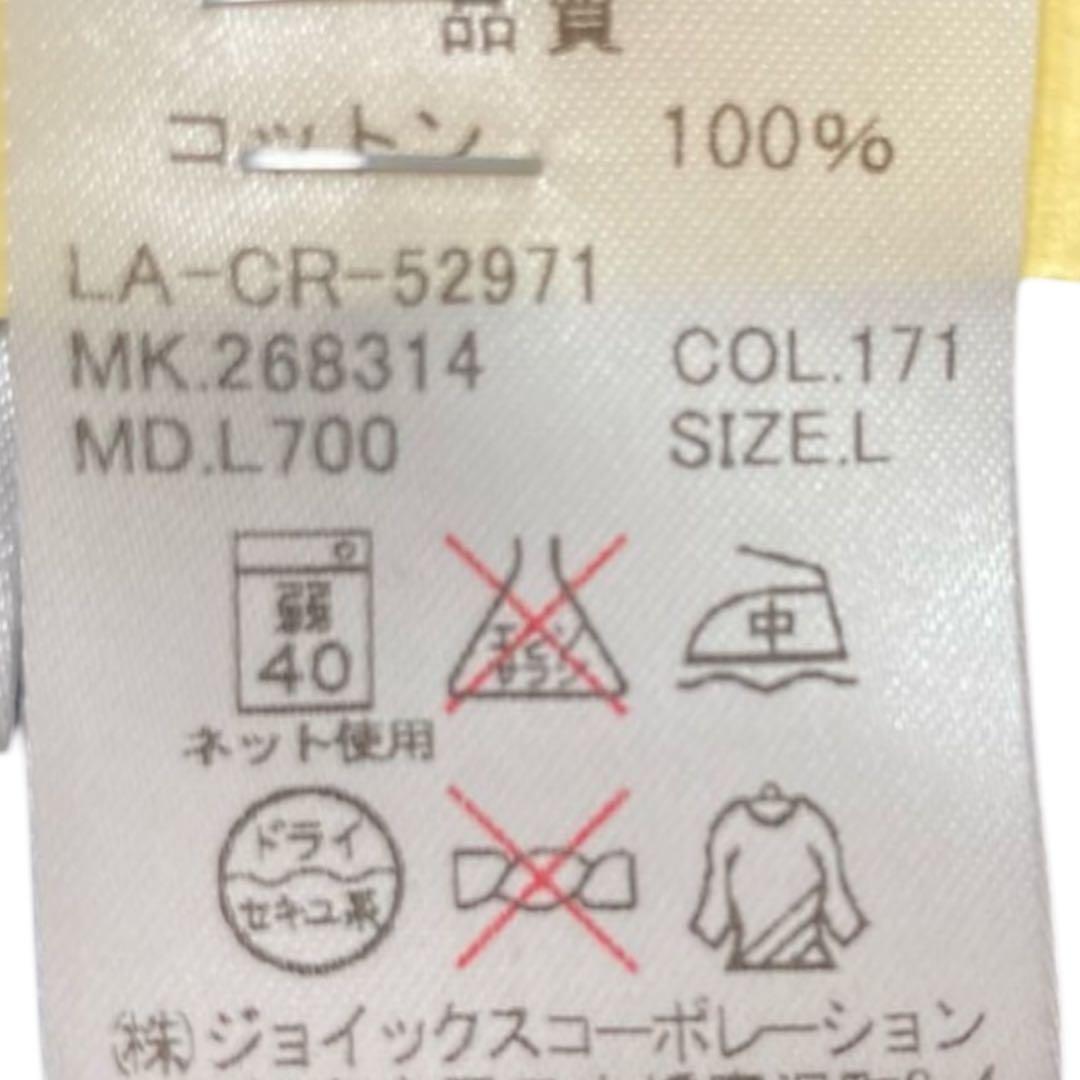 品質
コットン 100%
LA-CR-52971
MK.268314 COL.171
MD.L700 SIZE.L
弱
40
エンソ
サラシ
中
ネット使用
ドライ
セキユ系
(株)ジョイックスコーポレーション